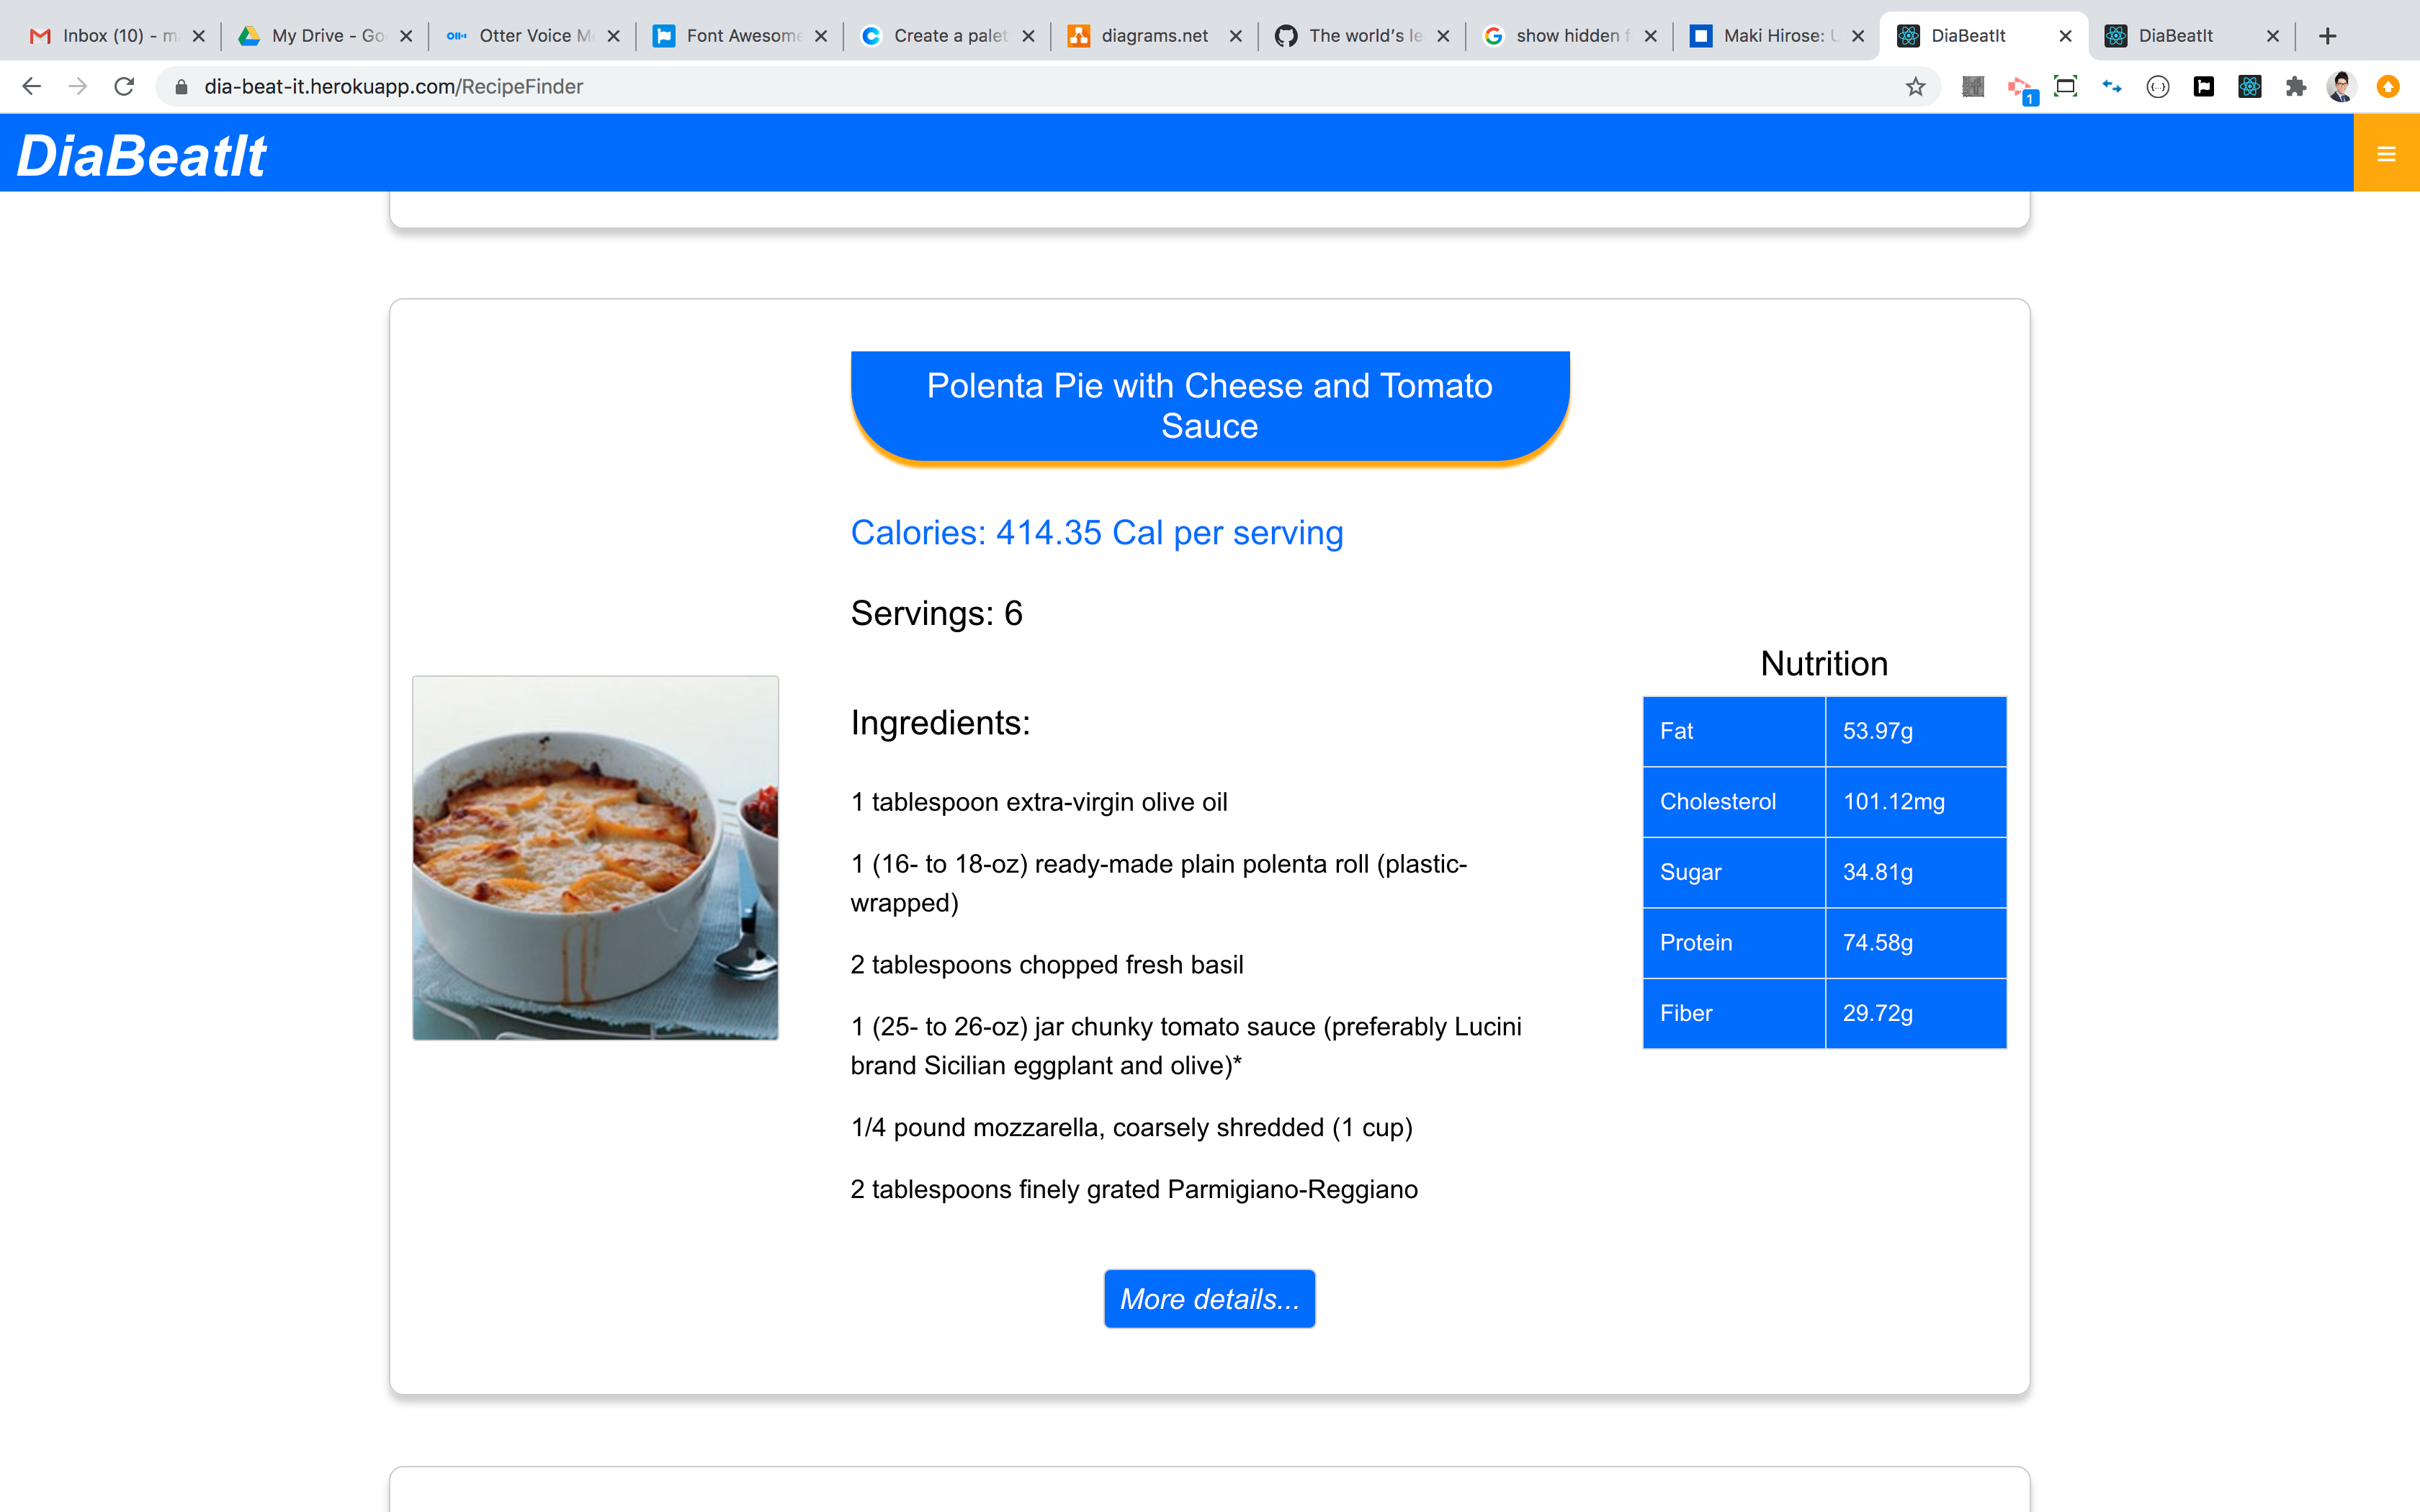 Inbox (10) - m
My Drive - Go
Otter Voice M
Font Awesome
Create a palet
diagrams.net
The world's le
show hidden f
Maki Hirose: U
DiaBeatIt
DiaBeatIt
dia-beat-it.herokuapp.com/RecipeFinder
1
DiaBeatIt
Polenta Pie with Cheese and Tomato
Sauce
Calories: 414.35 Cal per serving
Servings: 6
Ingredients:
1 tablespoon extra-virgin olive oil
1 (16- to 18-oz) ready-made plain polenta roll (plastic-
wrapped)
2 tablespoons chopped fresh basil
1 (25- to 26-oz) jar chunky tomato sauce (preferably Lucini
brand Sicilian eggplant and olive)*
1/4 pound mozzarella, coarsely shredded (1 cup)
2 tablespoons finely grated Parmigiano-Reggiano
More details...
Nutrition
Fat 53.97g
Cholesterol 101.12mg
Sugar 34.81g
Protein 74.58g
Fiber 29.72g